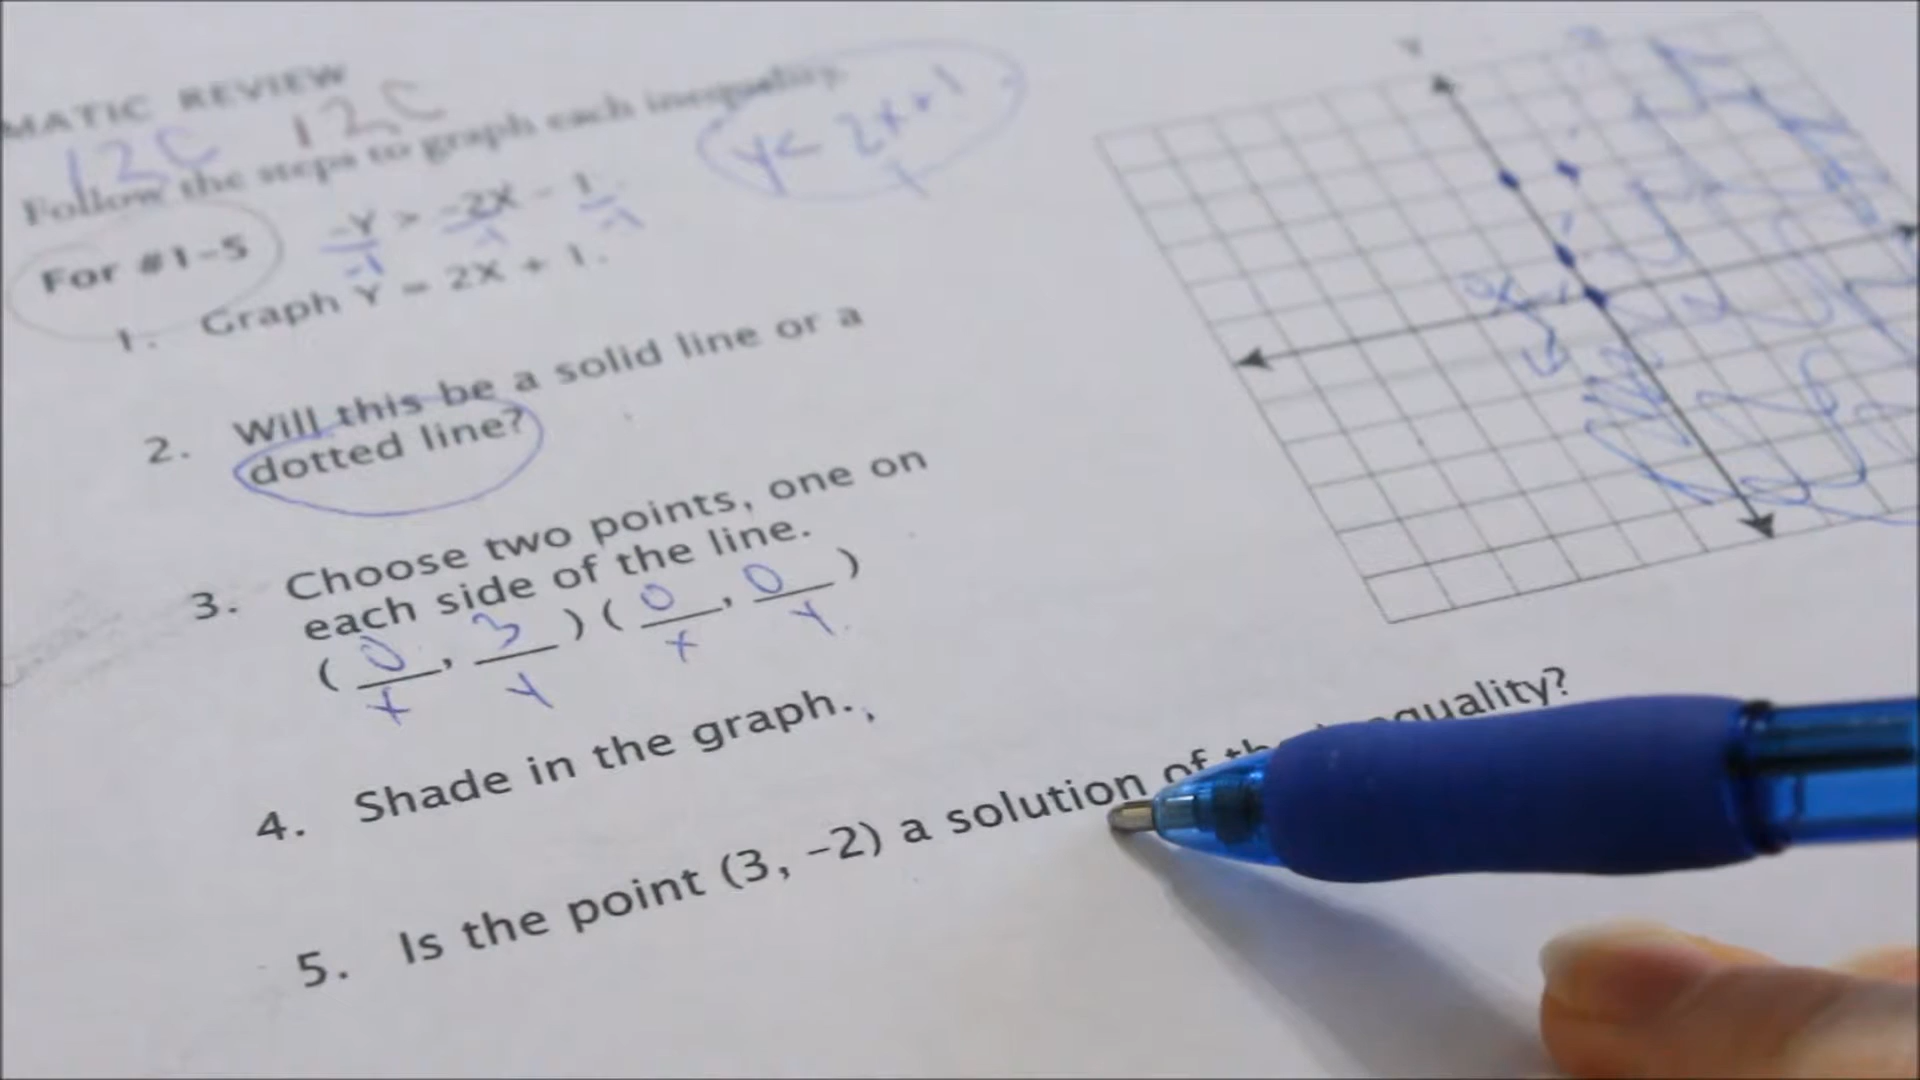 MATIC REVIEW
12C 12C
Follow the steps to graph each inequality.
y < 2x+1
For #1–5 -Y > -2X - 1
-1 -1 -1
1. Graph Y = 2X + 1.
2. Will this be a solid line or a
dotted line?
3. Choose two points, one on
each side of the line.
( 0 , 3 ) ( 0 , 0 )
x y x y
4. Shade in the graph.
5. Is the point (3, –2) a solution of quality?
Y